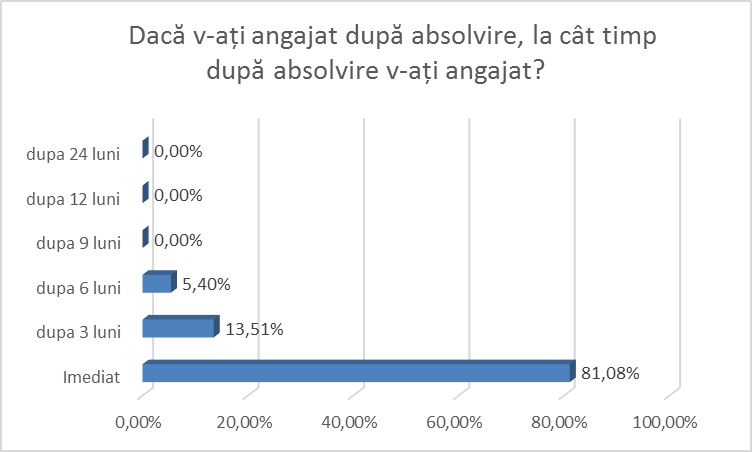 Dacă v-ați angajat după absolvire, la cât timp
după absolvire v-ați angajat?
dupa 24 luni 0,00%
dupa 12 luni 0,00%
dupa 9 luni 0,00%
dupa 6 luni 5,40%
dupa 3 luni 13,51%
Imediat 81,08%
0,00% 20,00% 40,00% 60,00% 80,00% 100,00%